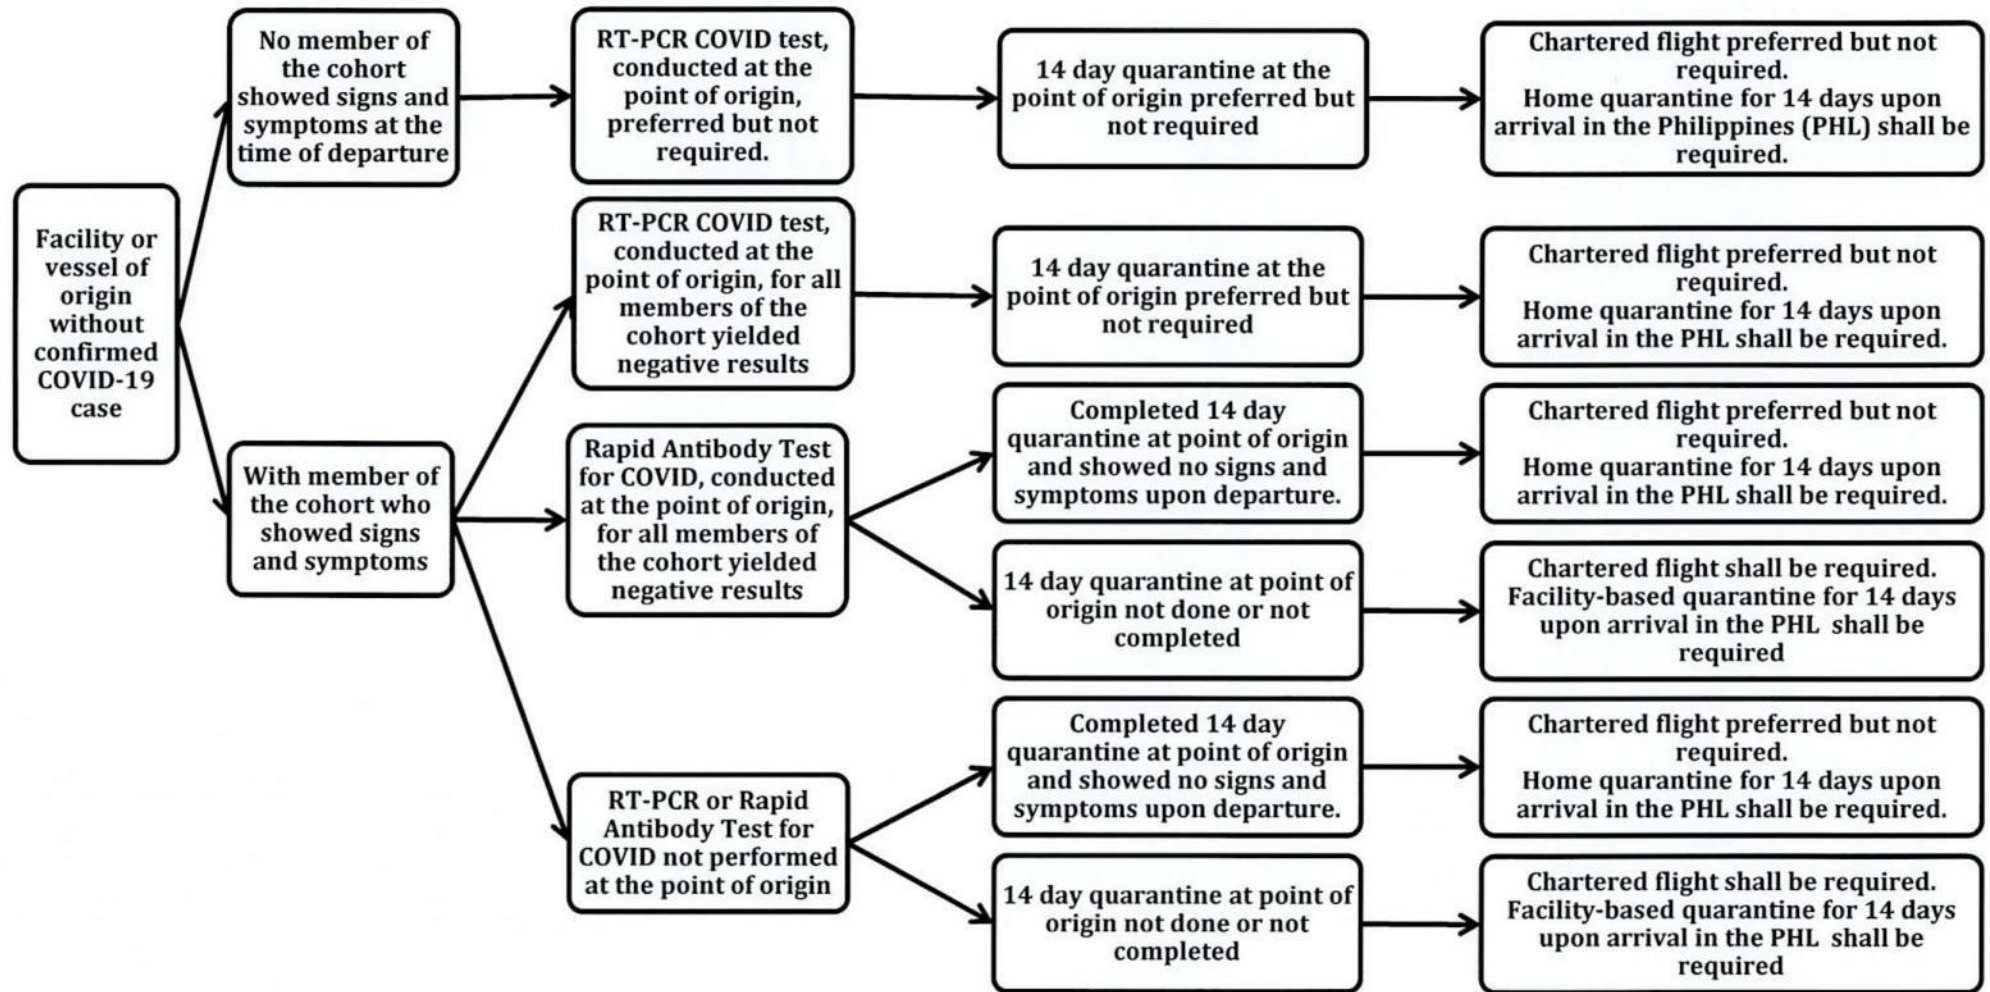 Facility or
vessel of
origin
without
confirmed
COVID-19
case
No member of
the cohort
showed signs and
symptoms at the
time of departure
RT-PCR COVID test,
conducted at the
point of origin,
preferred but not
required.
14 day quarantine at the
point of origin preferred but
not required
Chartered flight preferred but not
required.
Home quarantine for 14 days upon
arrival in the Philippines (PHL) shall be
required.
With member of
the cohort who
showed signs
and symptoms
RT-PCR COVID test,
conducted at the
point of origin, for all
members of the
cohort yielded
negative results
14 day quarantine at the
point of origin preferred but
not required
Chartered flight preferred but not
required.
Home quarantine for 14 days upon
arrival in the PHL shall be required.
Rapid Antibody Test
for COVID, conducted
at the point of origin,
for all members of
the cohort yielded
negative results
Completed 14 day
quarantine at point of origin
and showed no signs and
symptoms upon departure.
Chartered flight preferred but not
required.
Home quarantine for 14 days upon
arrival in the PHL shall be required.
14 day quarantine at point of
origin not done or not
completed
Chartered flight shall be required.
Facility-based quarantine for 14 days
upon arrival in the PHL shall be
required
RT-PCR or Rapid
Antibody Test for
COVID not performed
at the point of origin
Completed 14 day
quarantine at point of origin
and showed no signs and
symptoms upon departure.
Chartered flight preferred but not
required.
Home quarantine for 14 days upon
arrival in the PHL shall be required.
14 day quarantine at point of
origin not done or not
completed
Chartered flight shall be required.
Facility-based quarantine for 14 days
upon arrival in the PHL shall be
required